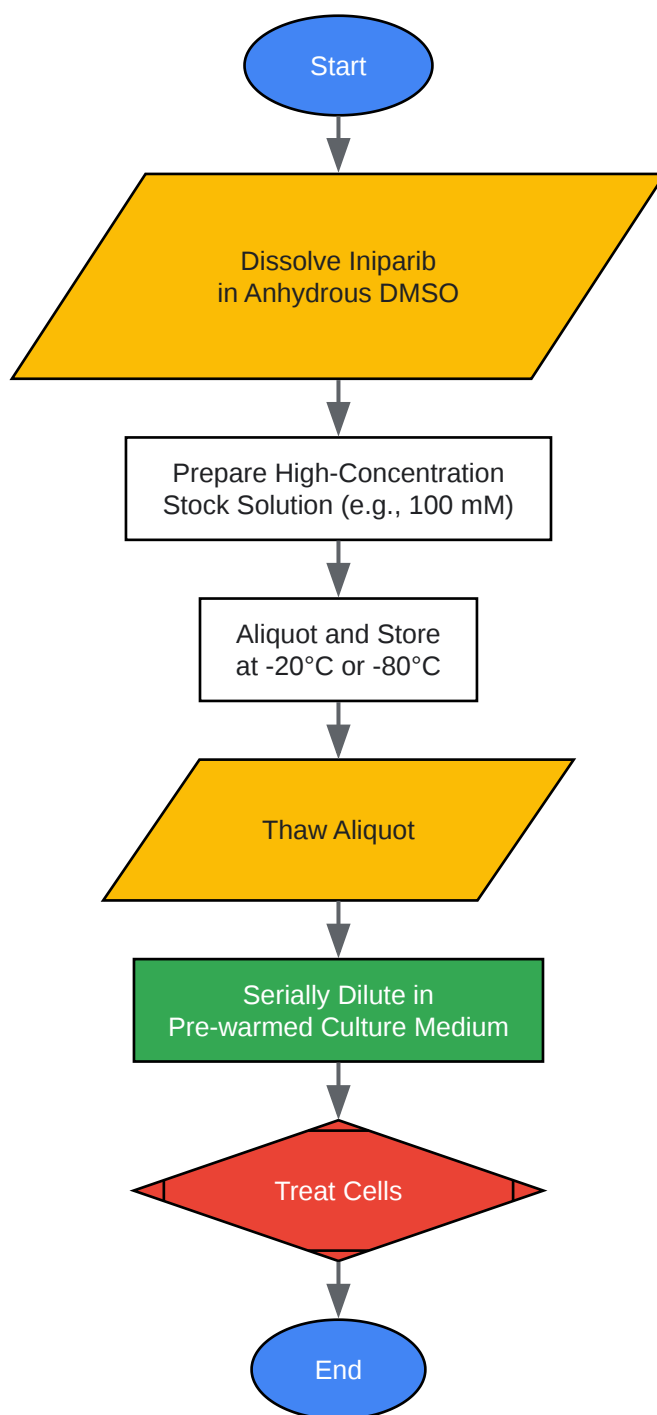 Start
Dissolve Iniparib
in Anhydrous DMSO
Prepare High-Concentration
Stock Solution (e.g., 100 mM)
Aliquot and Store
at -20°C or -80°C
Thaw Aliquot
Serially Dilute in
Pre-warmed Culture Medium
Treat Cells
End